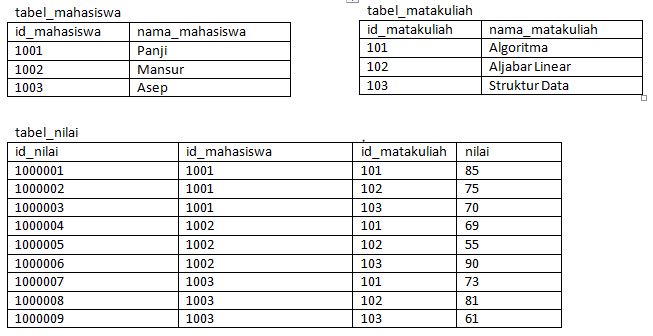 tabel_mahasiswa
id_mahasiswa nama_mahasiswa
1001 Panji
1002 Mansur
1003 Asep
tabel_matakuliah
id_matakuliah nama_matakuliah
101 Algoritma
102 Aljabar Linear
103 Struktur Data
tabel_nilai
id_nilai id_mahasiswa id_matakuliah nilai
1000001 1001 101 85
1000002 1001 102 75
1000003 1001 103 70
1000004 1002 101 69
1000005 1002 102 55
1000006 1002 103 90
1000007 1003 101 73
1000008 1003 102 81
1000009 1003 103 61